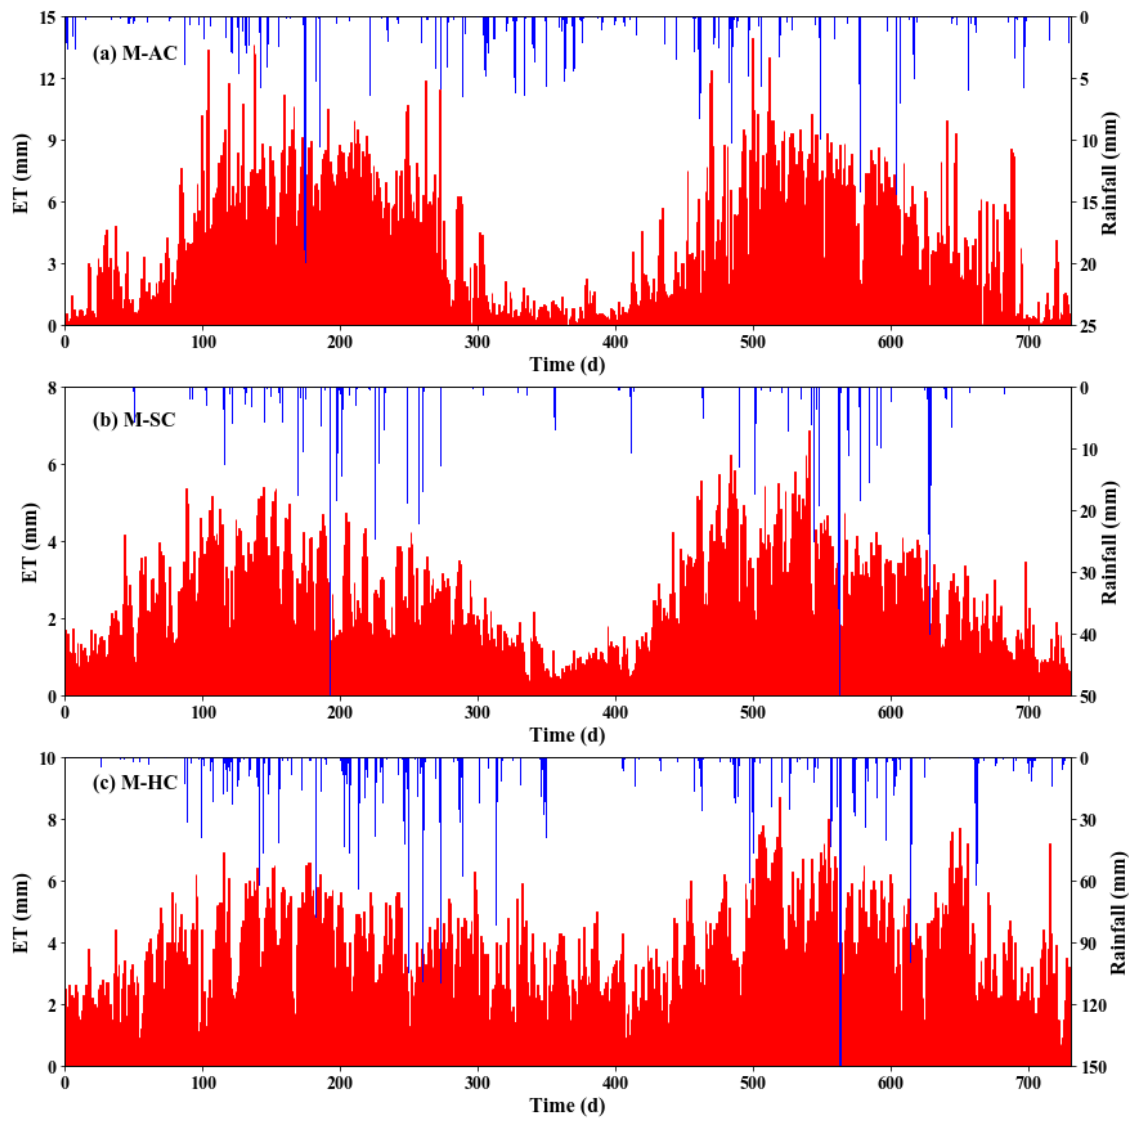 15 0
(a) M-AC
12 5
9 10
ET (mm) Rainfall (mm)
6 15
3 20
0 25
0 100 200 300 400 500 600 700
Time (d)
8 0
(b) M-SC
6 10
20
4
ET (mm) Rainfall (mm)
30
2 40
0 50
0 100 200 300 400 500 600 700
Time (d)
10 0
(c) M-HC
8 30
6 60
ET (mm) Rainfall (mm)
4 90
2 120
0 150
0 100 200 300 400 500 600 700
Time (d)